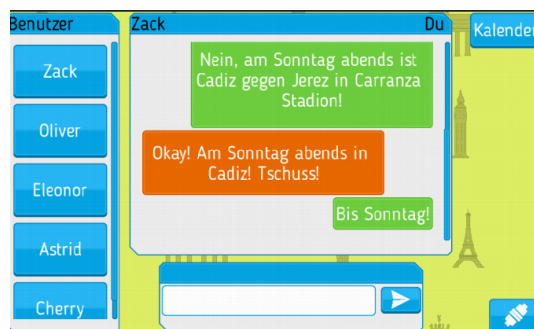 Benutzer
Zack
Oliver
Eleonor
Astrid
Cherry
Zack
Du
Nein, am Sonntag abends ist
Cadiz gegen Jerez in Carranza
Stadion!
Okay! Am Sonntag abends in
Cadiz! Tschuss!
Bis Sonntag!
Kalender